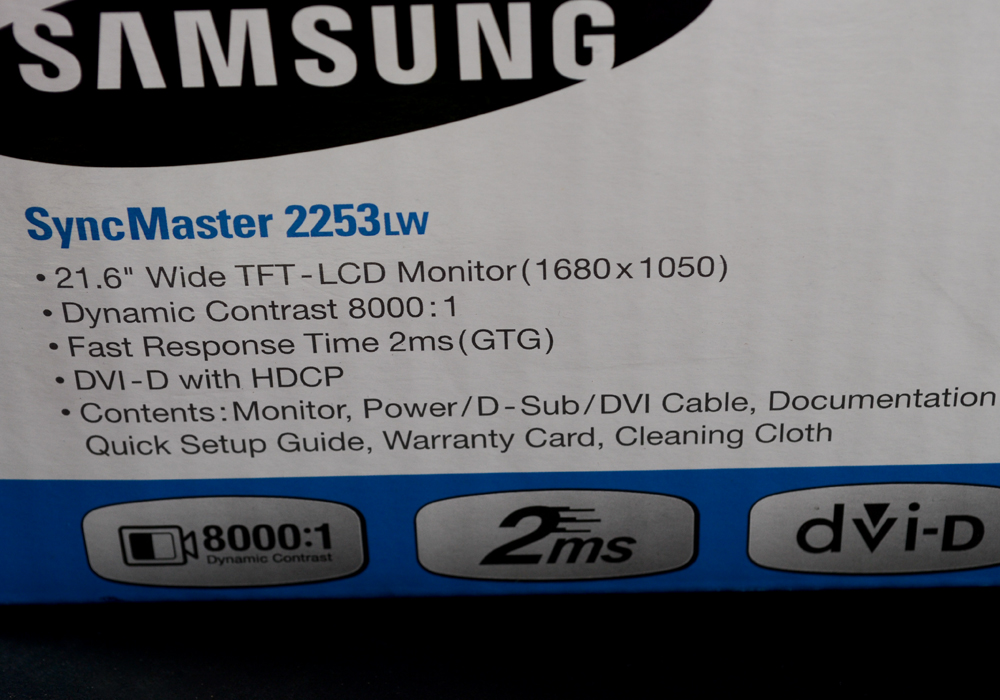 SAMSUNG
SyncMaster 2253LW
• 21.6" Wide TFT-LCD Monitor(1680x1050)
• Dynamic Contrast 8000:1
• Fast Response Time 2ms(GTG)
• DVI-D with HDCP
• Contents: Monitor, Power/D-Sub/DVI Cable, Documentation
Quick Setup Guide, Warranty Card, Cleaning Cloth
8000:1
Dynamic Contrast
2ms
dvi-D